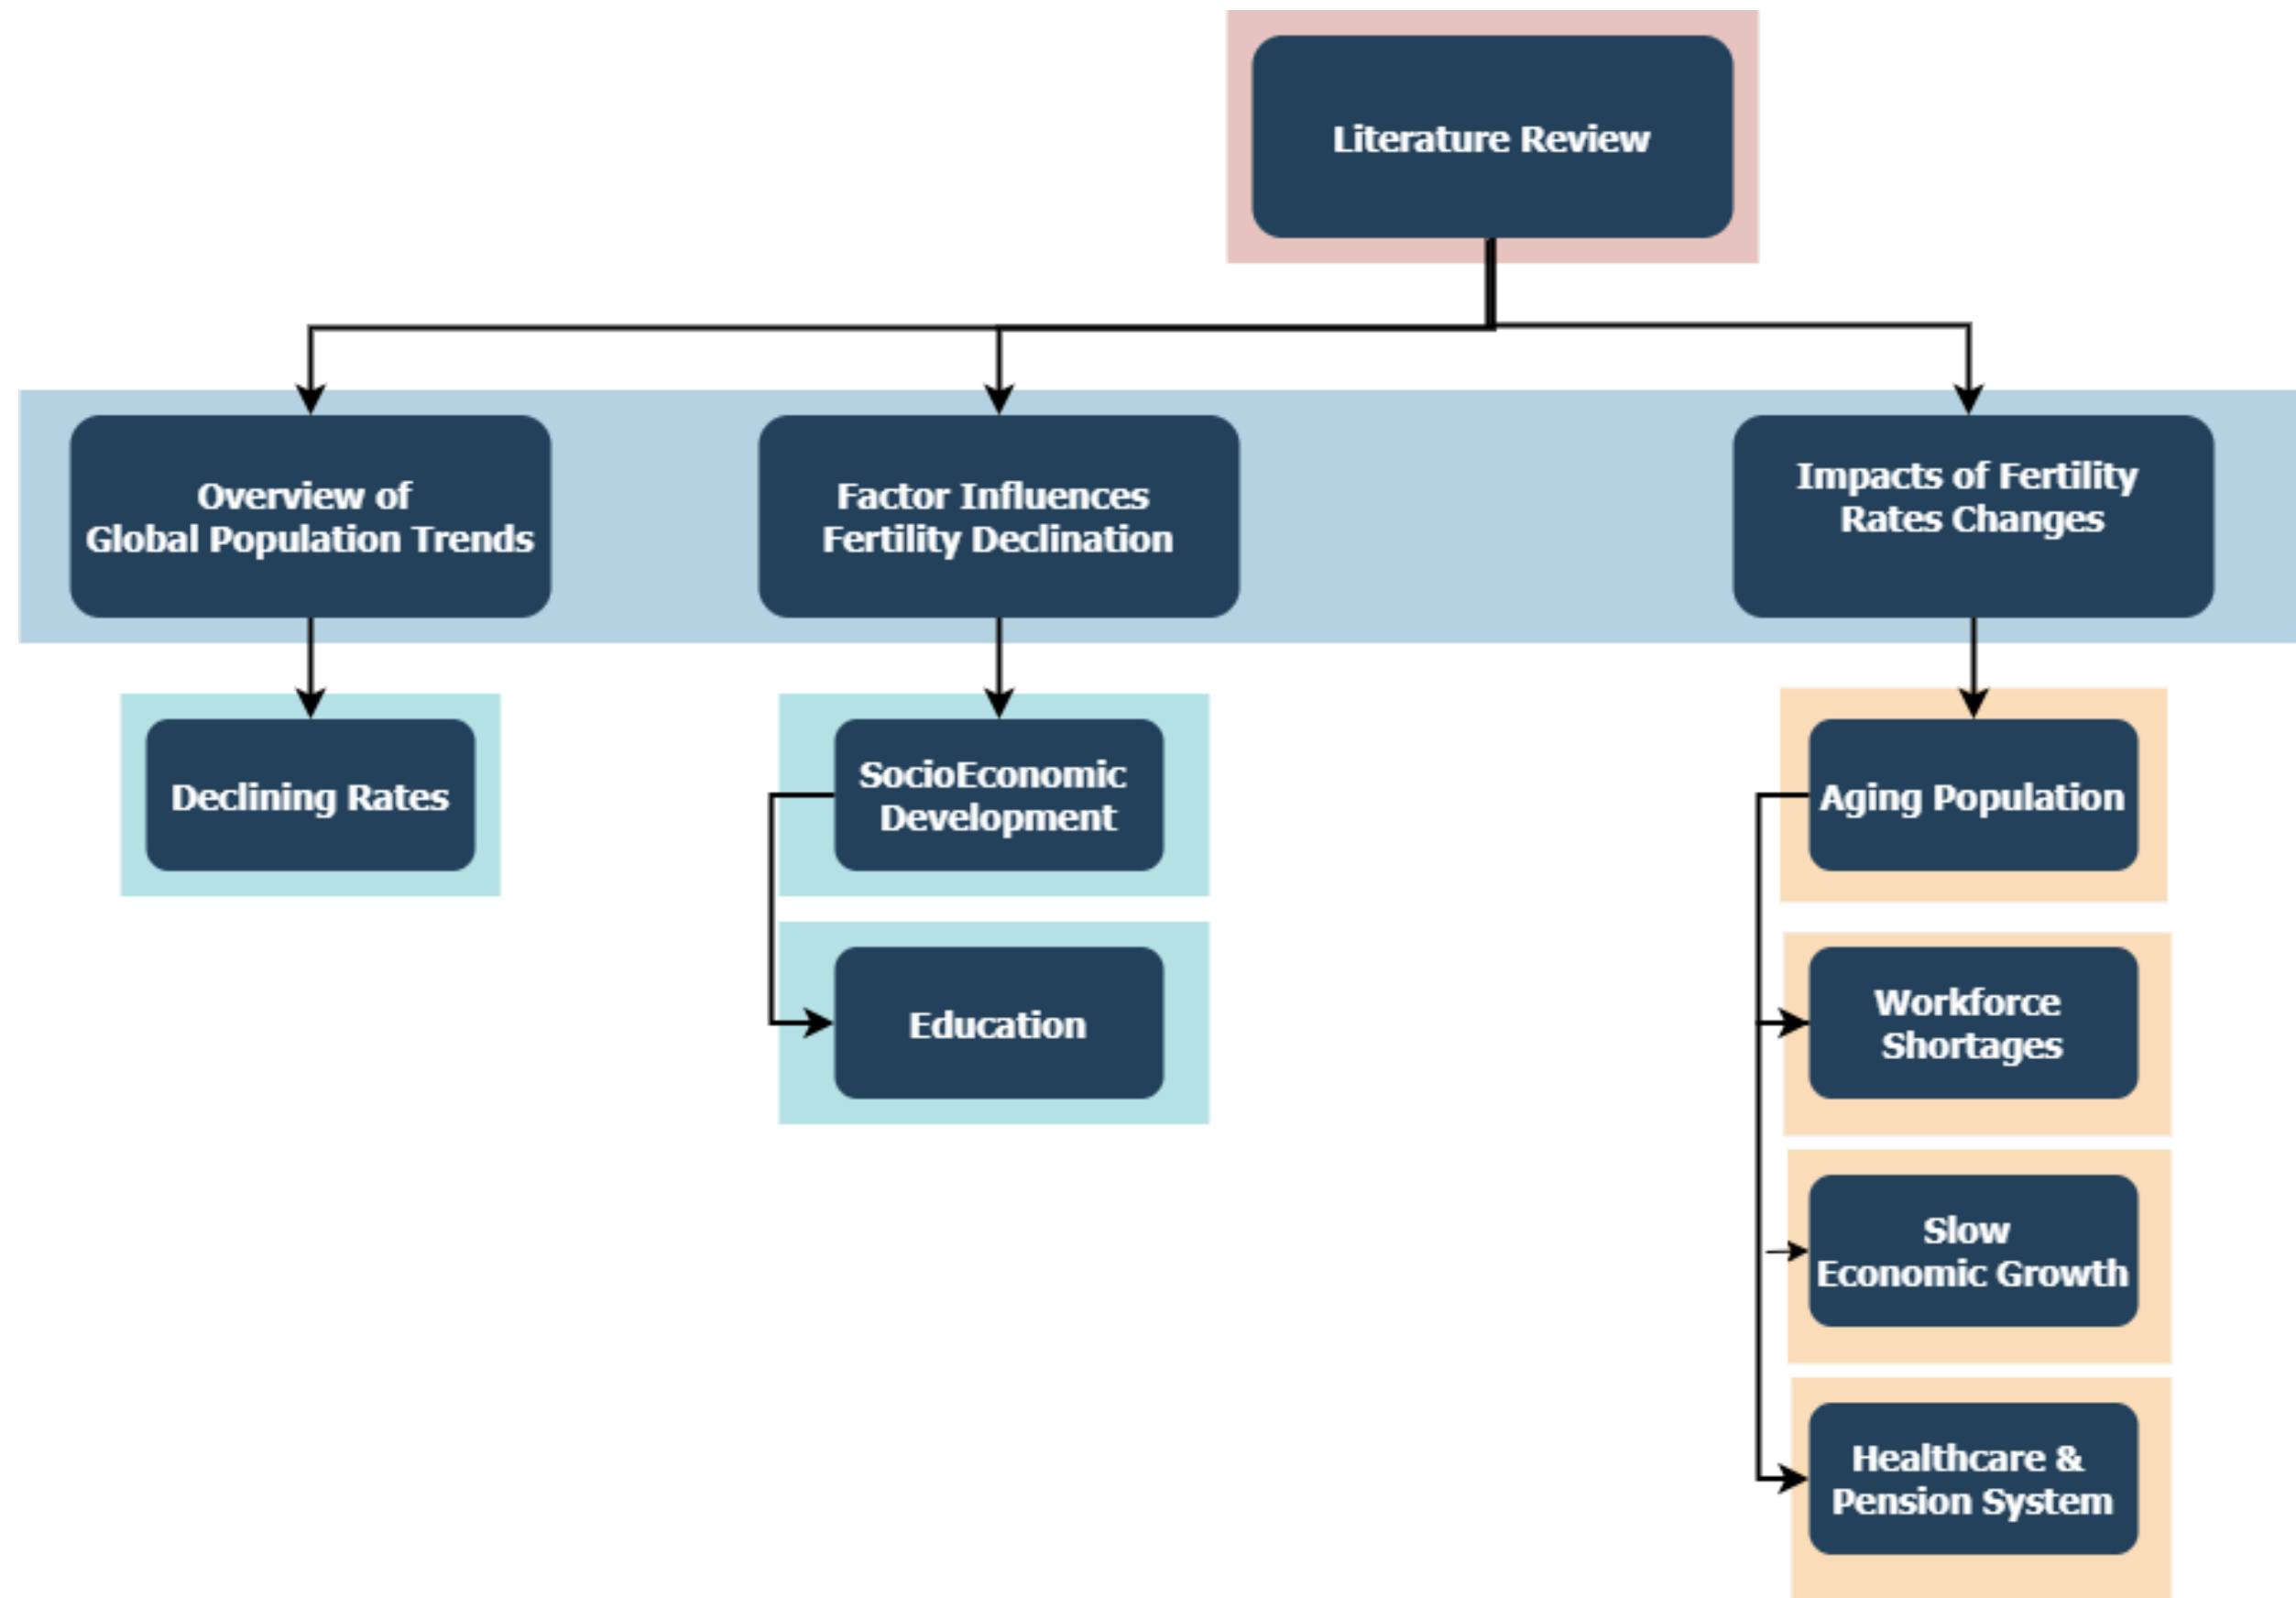 Literature Review
Overview of
Global Population Trends
Factor Influences
Fertility Declination
Impacts of Fertility
Rates Changes
Declining Rates
SocioEconomic
Development
Aging Population
Education
Workforce
Shortages
Slow
Economic Growth
Healthcare &
Pension System